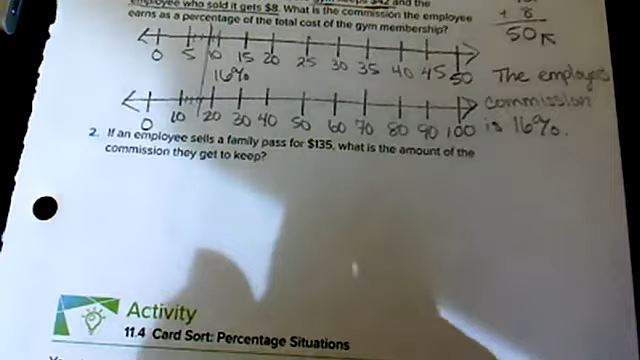 $42 and the
employee who sold it gets $8. What is the commission the employee
earns as a percentage of the total cost of the gym membership?
+ 8
50
0 5 10 15 20 25 30 35 40 45 50
16%
The employees
commission
is 16%.
0 10 20 30 40 50 60 70 80 90 100
2. If an employee sells a family pass for $135, what is the amount of the
commission they get to keep?
Activity
11.4 Card Sort: Percentage Situations